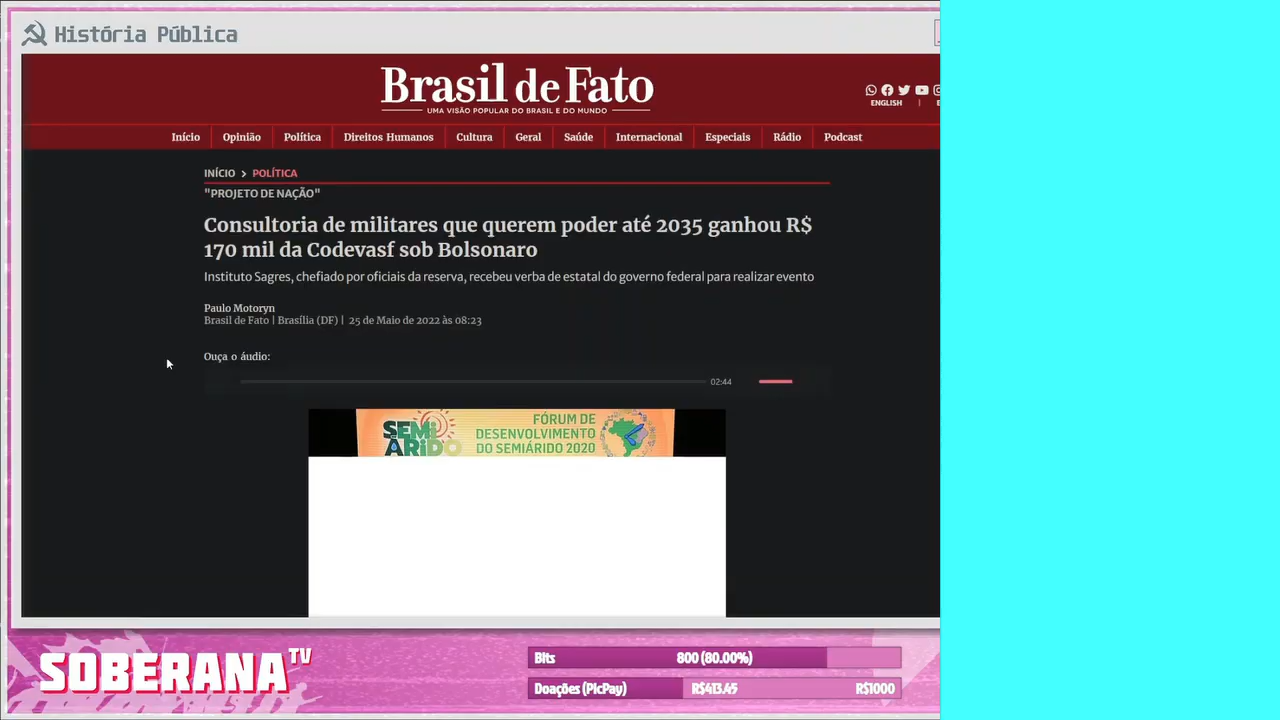 História Pública
Brasil de Fato
UMA VISÃO POPULAR DO BRASIL E DO MUNDO
ENGLISH |
Início Opinião Política Direitos Humanos Cultura Geral Saúde Internacional Especiais Rádio Podcast
INÍCIO > POLÍTICA
"PROJETO DE NAÇÃO"
Consultoria de militares que querem poder até 2035 ganhou R$
170 mil da Codevasf sob Bolsonaro
Instituto Sagres, chefiado por oficiais da reserva, recebeu verba de estatal do governo federal para realizar evento
Paulo Motoryn
Brasil de Fato | Brasília (DF) | 25 de Maio de 2022 às 08:23
Ouça o áudio:
02:44
SEMIÁRIDO
FÓRUM DE
DESENVOLVIMENTO
DO SEMIÁRIDO 2020
SOBERANA TV
Bits 800 (80.00%)
Doações (PicPay) R$413.45 R$1000